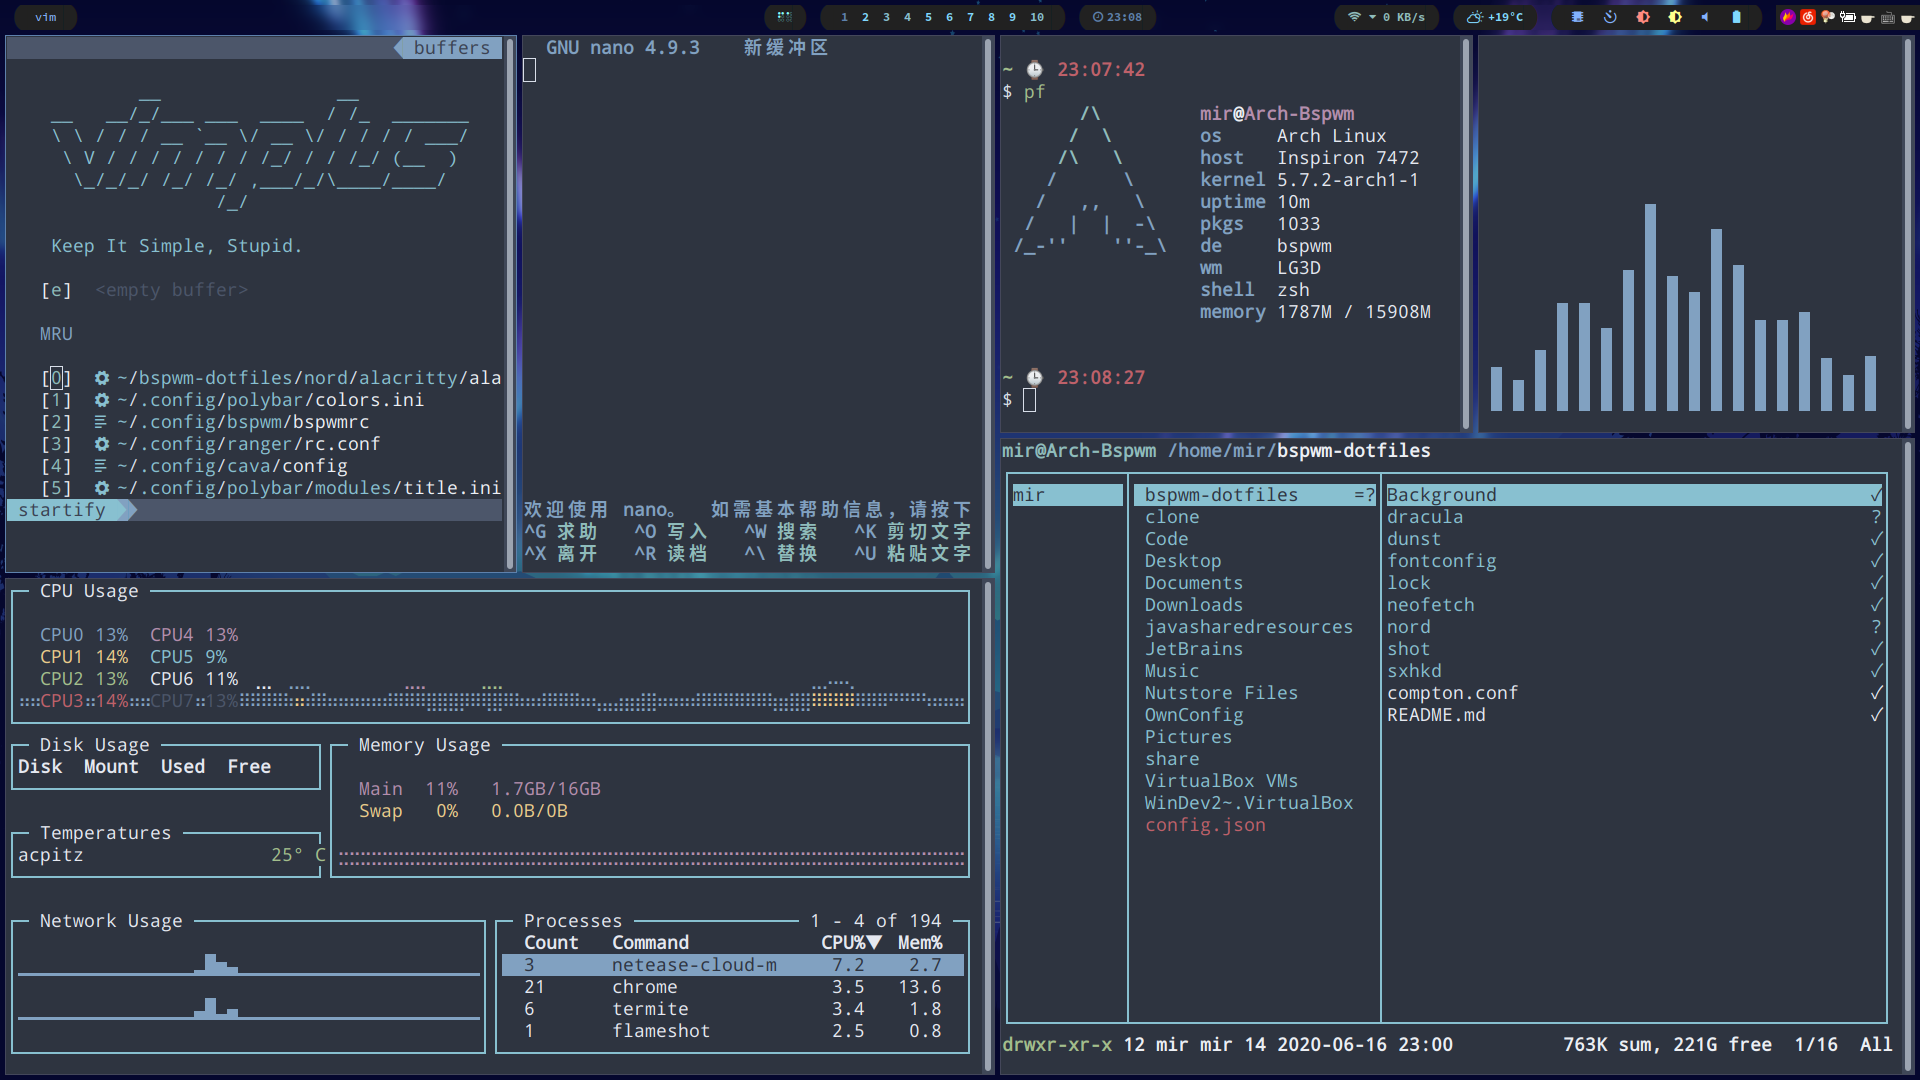 vim
1 2 3 4 5 6 7 8 9 10
23:08
0 KB/s
+19°C
buffers
Keep It Simple, Stupid.
[e] <empty buffer>
MRU
[0] ~/bspwm-dotfiles/nord/alacritty/ala
[1] ~/.config/polybar/colors.ini
[2] ~/.config/bspwm/bspwmrc
[3] ~/.config/ranger/rc.conf
[4] ~/.config/cava/config
[5] ~/.config/polybar/modules/title.ini
startify
GNU nano 4.9.3 新缓冲区
欢迎使用 nano。 如需基本帮助信息，请按下
^G 求助 ^O 写入 ^W 搜索 ^K 剪切文字
^X 离开 ^R 读档 ^\ 替换 ^U 粘贴文字
~ 23:07:42
$ pf
mir@Arch-Bspwm
os Arch Linux
host Inspiron 7472
kernel 5.7.2-arch1-1
uptime 10m
pkgs 1033
de bspwm
wm LG3D
shell zsh
memory 1787M / 15908M
~ 23:08:27
$
CPU Usage
CPU0 13% CPU4 13%
CPU1 14% CPU5 9%
CPU2 13% CPU6 11%
CPU3 14% CPU7 13%
Disk Usage
Disk Mount Used Free
Memory Usage
Main 11% 1.7GB/16GB
Swap 0% 0.0B/0B
Temperatures
acpitz 25° C
Network Usage
Processes 1 - 4 of 194
Count Command CPU%▼ Mem%
3 netease-cloud-m 7.2 2.7
21 chrome 3.5 13.6
6 termite 3.4 1.8
1 flameshot 2.5 0.8
mir@Arch-Bspwm /home/mir/bspwm-dotfiles
mir bspwm-dotfiles =? Background ✓
clone dracula ?
Code dunst ✓
Desktop fontconfig ✓
Documents lock ✓
Downloads neofetch ✓
javasharedresources nord ?
JetBrains shot ✓
Music sxhkd ✓
Nutstore Files compton.conf ✓
OwnConfig README.md ✓
Pictures
share
VirtualBox VMs
WinDev2~.VirtualBox
config.json
drwxr-xr-x 12 mir mir 14 2020-06-16 23:00 763K sum, 221G free 1/16 All